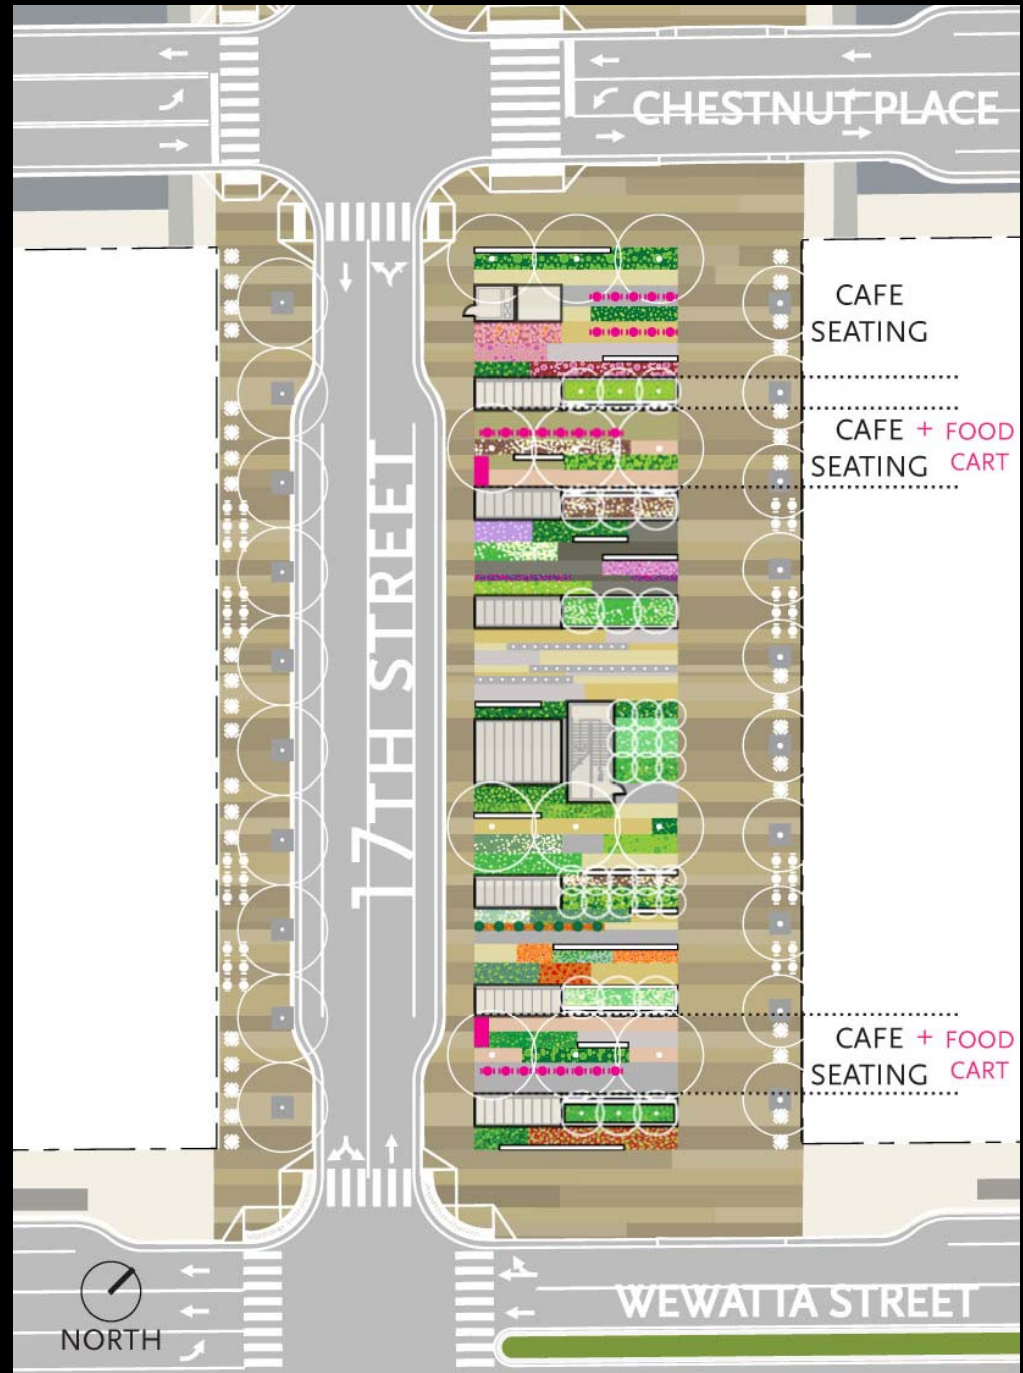 CHESTNUT PLACE
CAFE
SEATING
CAFE + FOOD
SEATING CART
17TH STREET
CAFE + FOOD
SEATING CART
WEWATTA STREET
NORTH